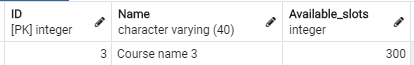 ID Name Available_slots
[PK] integer character varying (40) integer
3 Course name 3 300